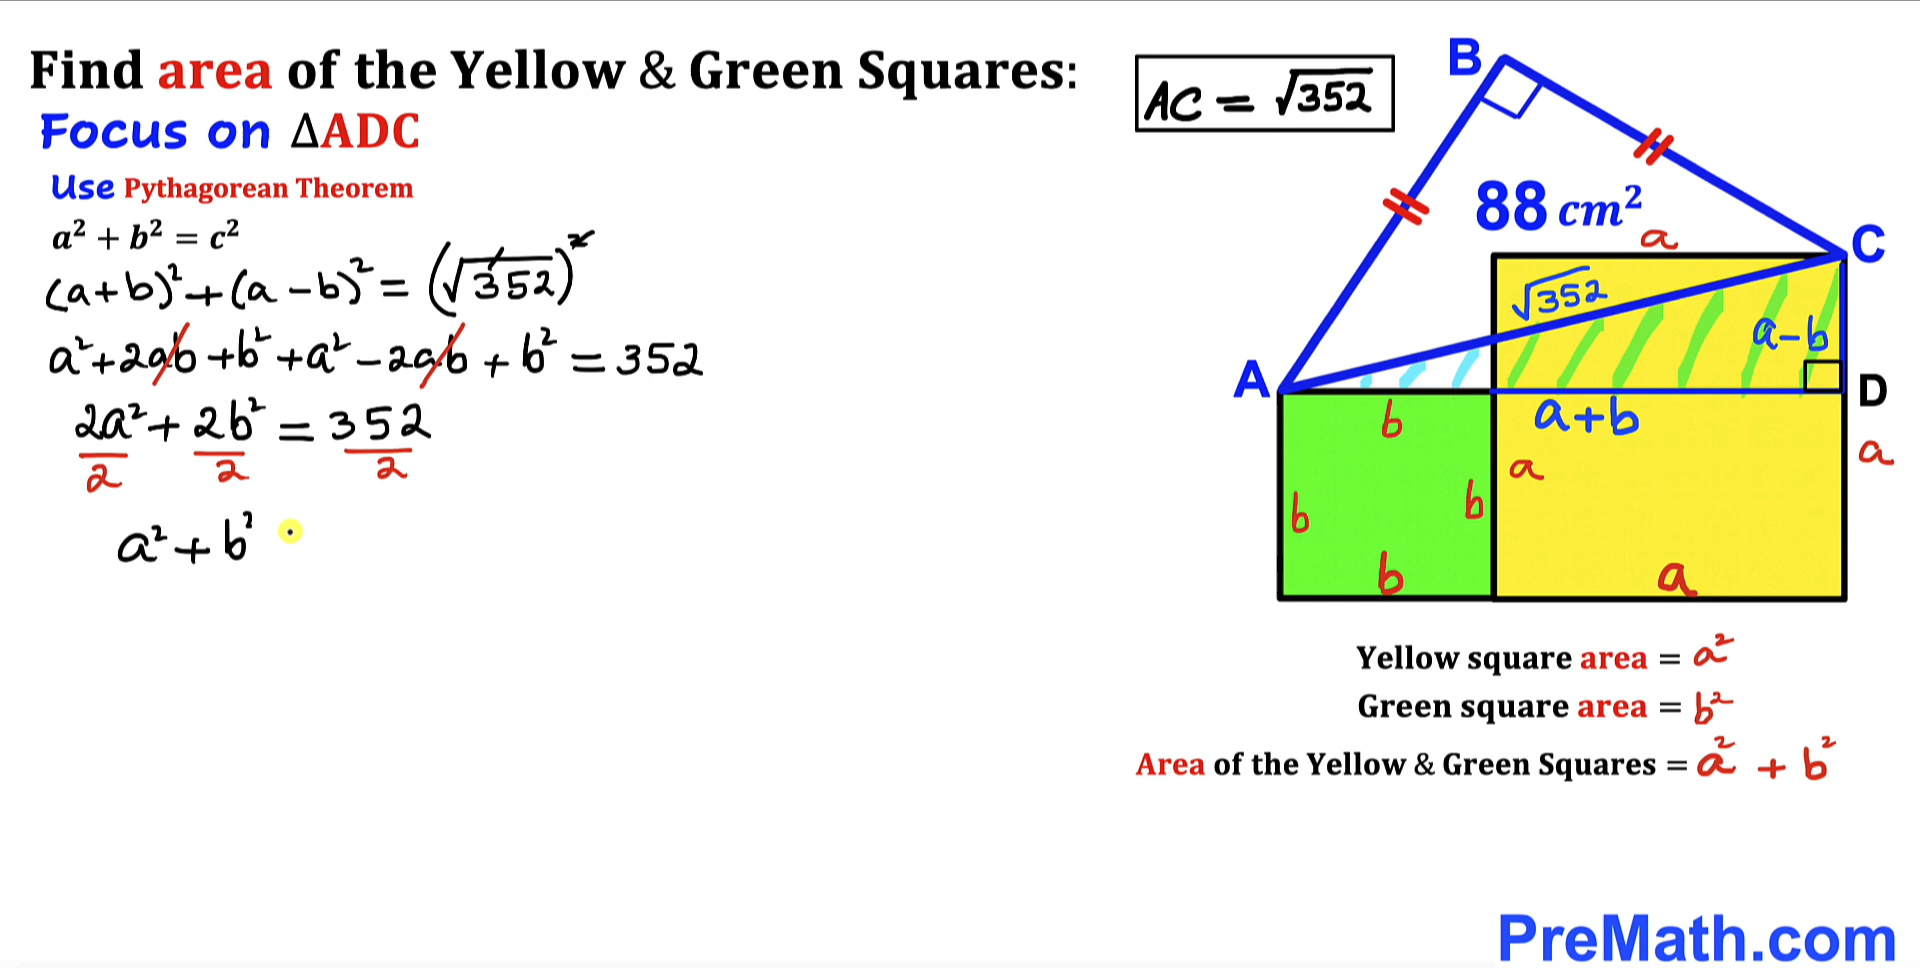 Find area of the Yellow & Green Squares:
Focus on ΔADC
Use Pythagorean Theorem
a² + b² = c²
(a+b)² + (a-b)² = (√352)²
a² + 2ab + b² + a² - 2ab + b² = 352
2a² + 2b² = 352
2 2 2
a² + b²
AC = √352
B
88 cm²
a
C
√352
a-b
A
D
b
a+b
a
a
b
b
b
a
Yellow square area = a²
Green square area = b²
Area of the Yellow & Green Squares = a² + b²
PreMath.com